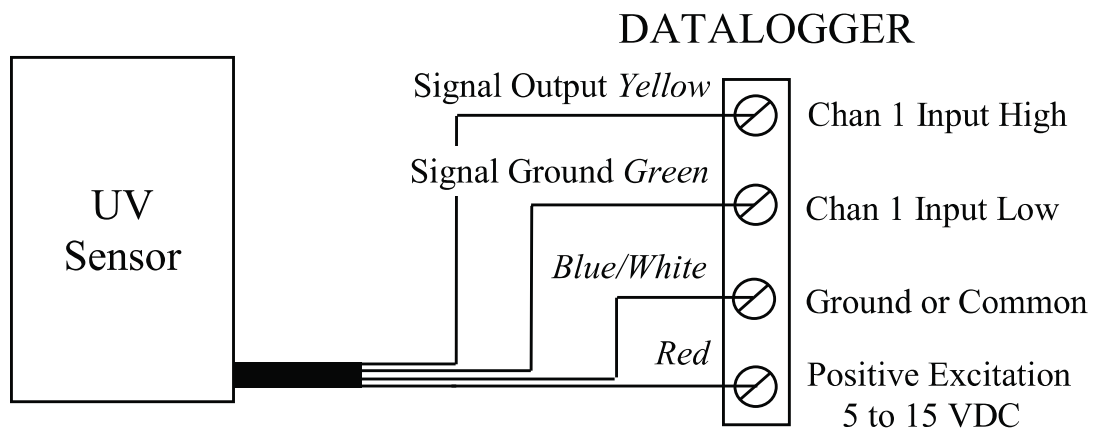 DATALOGGER
Signal Output Yellow
Chan 1 Input High
Signal Ground Green
Chan 1 Input Low
UV
Sensor
Blue/White
Ground or Common
Red
Positive Excitation
5 to 15 VDC